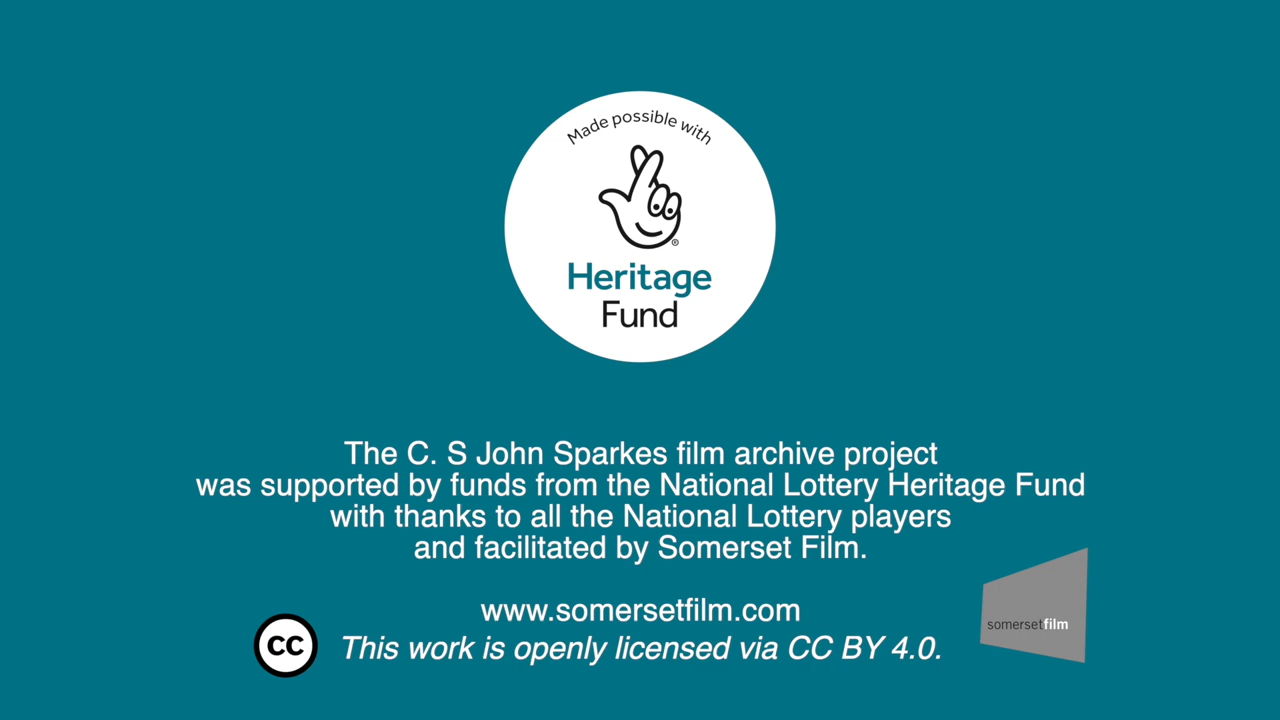 Made possible with
®
Heritage
Fund
The C. S John Sparkes film archive project
was supported by funds from the National Lottery Heritage Fund
with thanks to all the National Lottery players
and facilitated by Somerset Film.
www.somersetfilm.com
somersetfilm
cc
This work is openly licensed via CC BY 4.0.